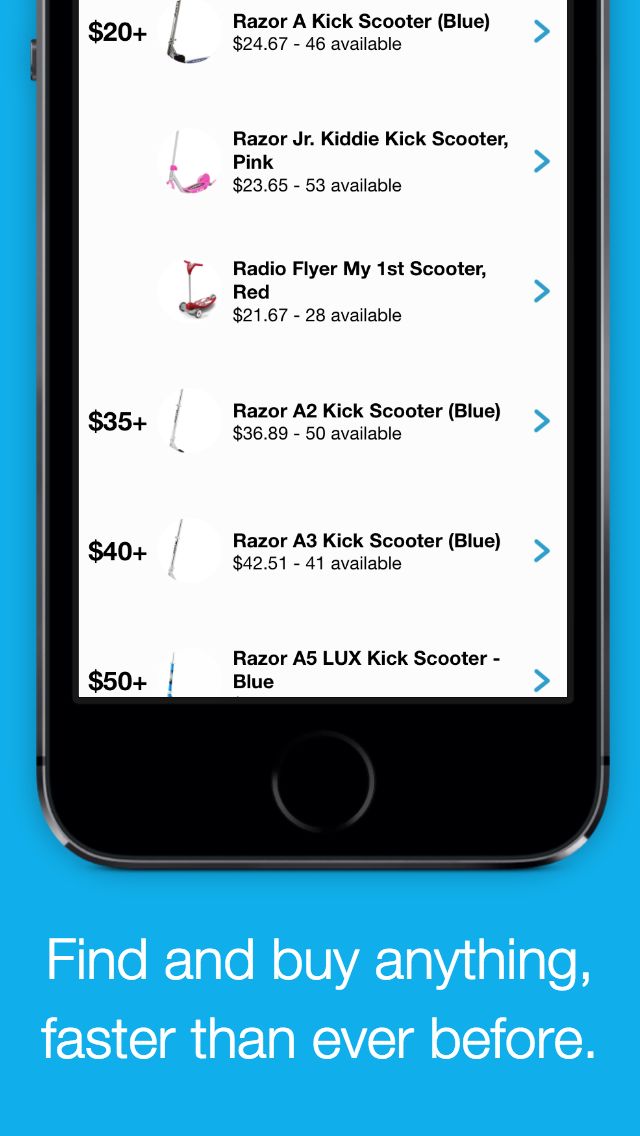 $20+
Razor A Kick Scooter (Blue)
$24.67 - 46 available
Razor Jr. Kiddie Kick Scooter,
Pink
$23.65 - 53 available
Radio Flyer My 1st Scooter,
Red
$21.67 - 28 available
$35+
Razor A2 Kick Scooter (Blue)
$36.89 - 50 available
$40+
Razor A3 Kick Scooter (Blue)
$42.51 - 41 available
$50+
Razor A5 LUX Kick Scooter -
Blue
Find and buy anything,
faster than ever before.